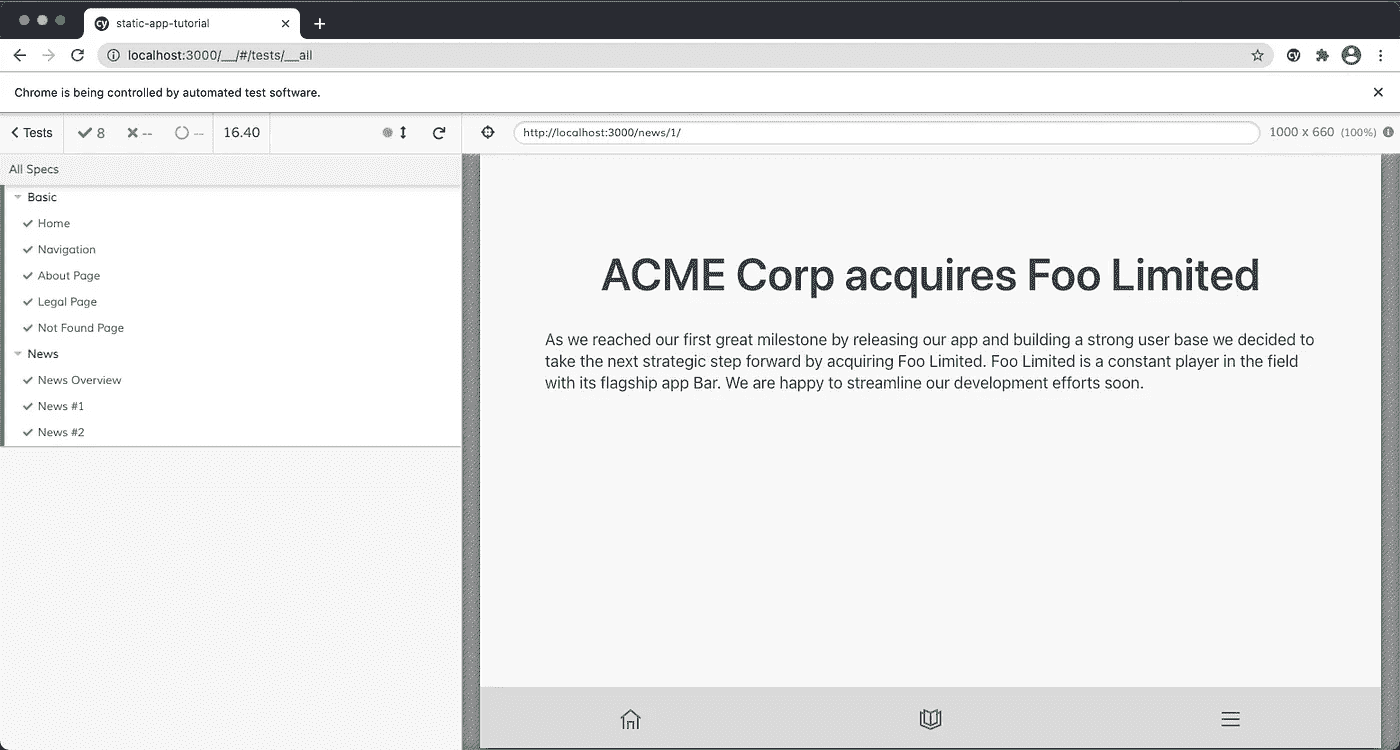 cy static-app-tutorial
localhost:3000/__/#/tests/__all
cy
Chrome is being controlled by automated test software.
Tests 8 -- -- 16.40
http://localhost:3000/news/1/ 1000 x 660 (100%)
All Specs
Basic
Home
Navigation
About Page
Legal Page
Not Found Page
News
News Overview
News #1
News #2
ACME Corp acquires Foo Limited
As we reached our first great milestone by releasing our app and building a strong user base we decided to
take the next strategic step forward by acquiring Foo Limited. Foo Limited is a constant player in the field
with its flagship app Bar. We are happy to streamline our development efforts soon.